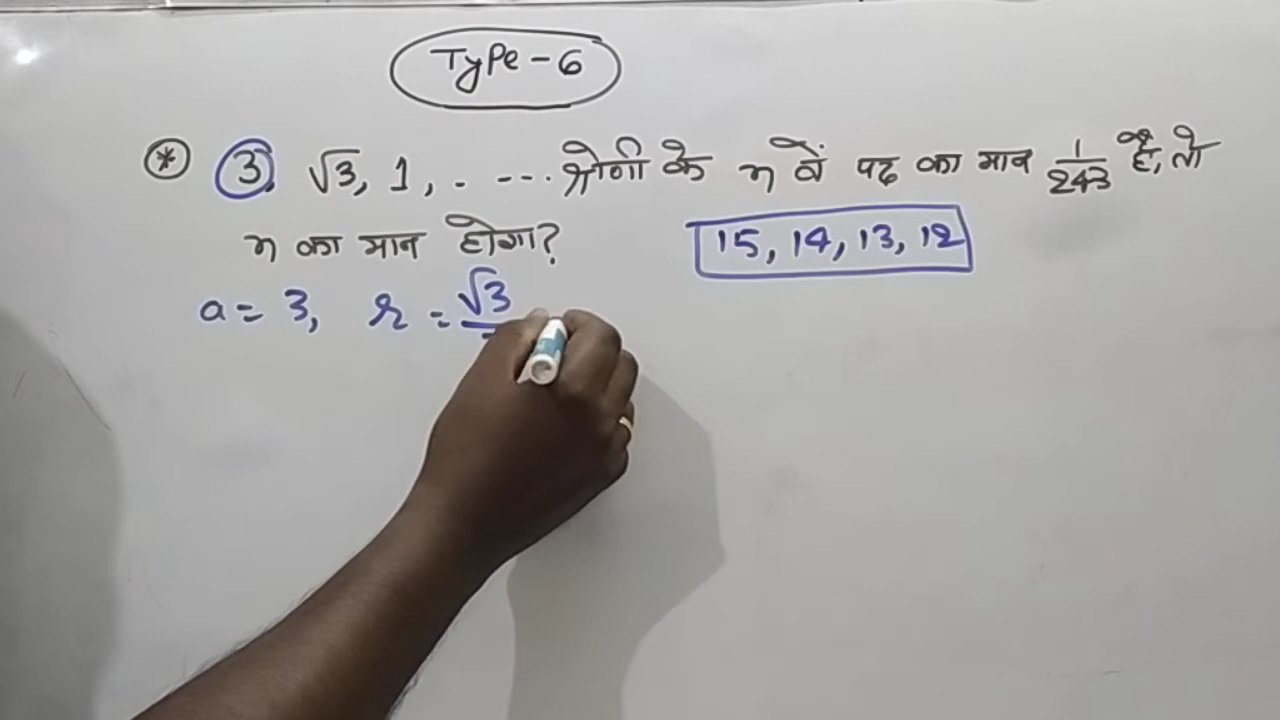 Type-6
* 3, √3, 1, - --- श्रेणी के n वें पद का मान 1/243 है, तो
n का मान होगा?
15, 14, 13, 12
a = 3, r = √3